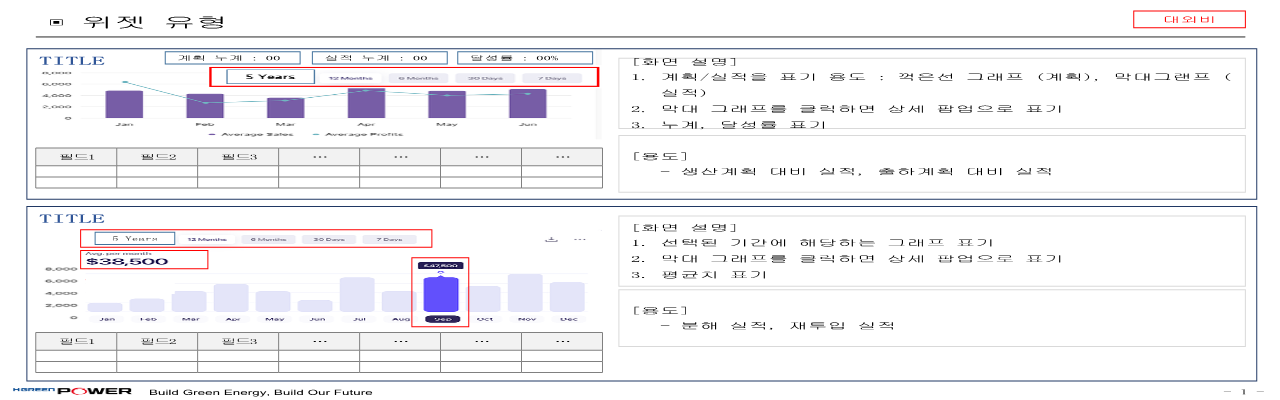 ▣ 위젯 유형
대외비
TITLE
계획 누계 : 00
실적 누계 : 00
달성률 : 00%
5 Years 12 Months 6 Months 30 Days 7 Days
8,000
6,000
4,000
2,000
0
Jan Feb Mar Apr May Jun
Average Sales Average Profits
필드1 필드2 필드3 ... ... ... ...
[화면 설명]
1. 계획/실적을 표기 용도 : 꺾은선 그래프 (계획), 막대그랜프 (
실적)
2. 막대 그래프를 클릭하면 상세 팝업으로 표기
3. 누계, 달성률 표기
[용도]
- 생산계획 대비 실적, 출하계획 대비 실적
TITLE
5 Years 12 Months 6 Months 30 Days 7 Days ...
Avg. per month
$38,500
$47,500
8,000
6,000
4,000
2,000
0
Jan Feb Mar Apr May Jun Jul Aug Sep Oct Nov Dec
필드1 필드2 필드3 ... ... ... ...
[화면 설명]
1. 선택된 기간에 해당하는 그래프 표기
2. 막대 그래프를 클릭하면 상세 팝업으로 표기
3. 평균치 표기
[용도]
- 분해 실적, 재투입 실적
HGREEN POWER Build Green Energy, Build Our Future
- 1 -